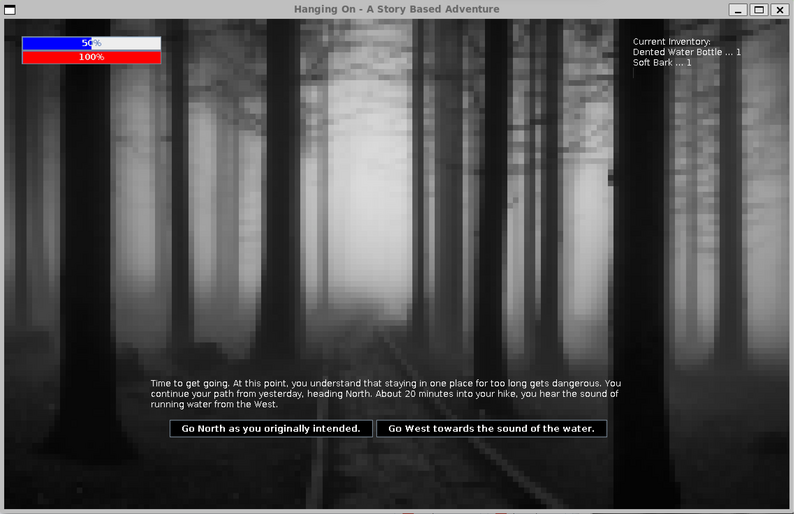 Hanging On - A Story Based Adventure
50%
100%
Current Inventory:
Dented Water Bottle ... 1
Soft Bark ... 1
Time to get going. At this point, you understand that staying in one place for too long gets dangerous. You
continue your path from yesterday, heading North. About 20 minutes into your hike, you hear the sound of
running water from the West.
Go North as you originally intended.
Go West towards the sound of the water.